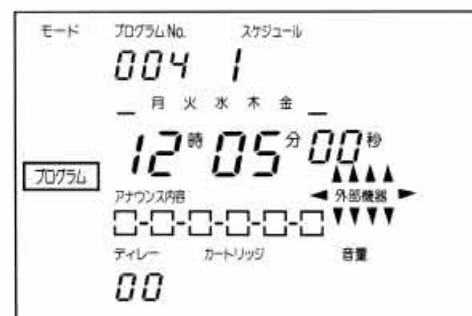 モード プログラムNo. スケジュール
004 1
_ 月 火 水 木 金 _
12時 05分 00秒
プログラム
▲▲▲▲
アナウンス内容 ◀ 外部機器 ▶
▼▼▼▼
□-□-□-□-□-□
ディレー カートリッジ 音量
00